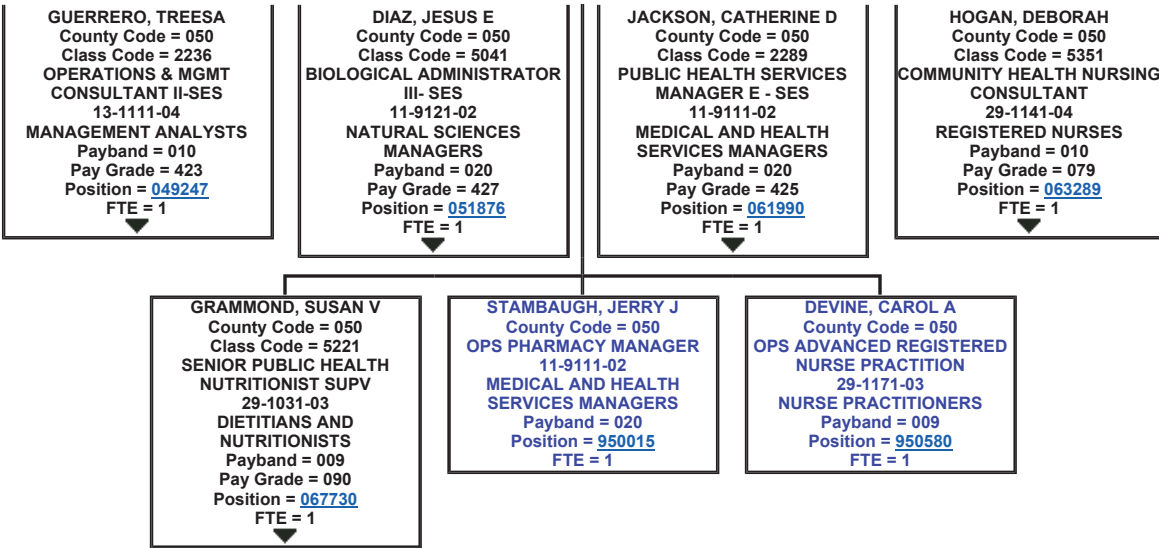 GUERRERO, TREESA
County Code = 050
Class Code = 2236
OPERATIONS & MGMT
CONSULTANT II-SES
13-1111-04
MANAGEMENT ANALYSTS
Payband = 010
Pay Grade = 423
Position = 049247
FTE = 1
DIAZ, JESUS E
County Code = 050
Class Code = 5041
BIOLOGICAL ADMINISTRATOR
III- SES
11-9121-02
NATURAL SCIENCES
MANAGERS
Payband = 020
Pay Grade = 427
Position = 051876
FTE = 1
JACKSON, CATHERINE D
County Code = 050
Class Code = 2289
PUBLIC HEALTH SERVICES
MANAGER E - SES
11-9111-02
MEDICAL AND HEALTH
SERVICES MANAGERS
Payband = 020
Pay Grade = 425
Position = 061990
FTE = 1
HOGAN, DEBORAH
County Code = 050
Class Code = 5351
COMMUNITY HEALTH NURSING
CONSULTANT
29-1141-04
REGISTERED NURSES
Payband = 010
Pay Grade = 079
Position = 063289
FTE = 1
GRAMMOND, SUSAN V
County Code = 050
Class Code = 5221
SENIOR PUBLIC HEALTH
NUTRITIONIST SUPV
29-1031-03
DIETITIANS AND
NUTRITIONISTS
Payband = 009
Pay Grade = 090
Position = 067730
FTE = 1
STAMBAUGH, JERRY J
County Code = 050
OPS PHARMACY MANAGER
11-9111-02
MEDICAL AND HEALTH
SERVICES MANAGERS
Payband = 020
Position = 950015
FTE = 1
DEVINE, CAROL A
County Code = 050
OPS ADVANCED REGISTERED
NURSE PRACTITION
29-1171-03
NURSE PRACTITIONERS
Payband = 009
Position = 950580
FTE = 1